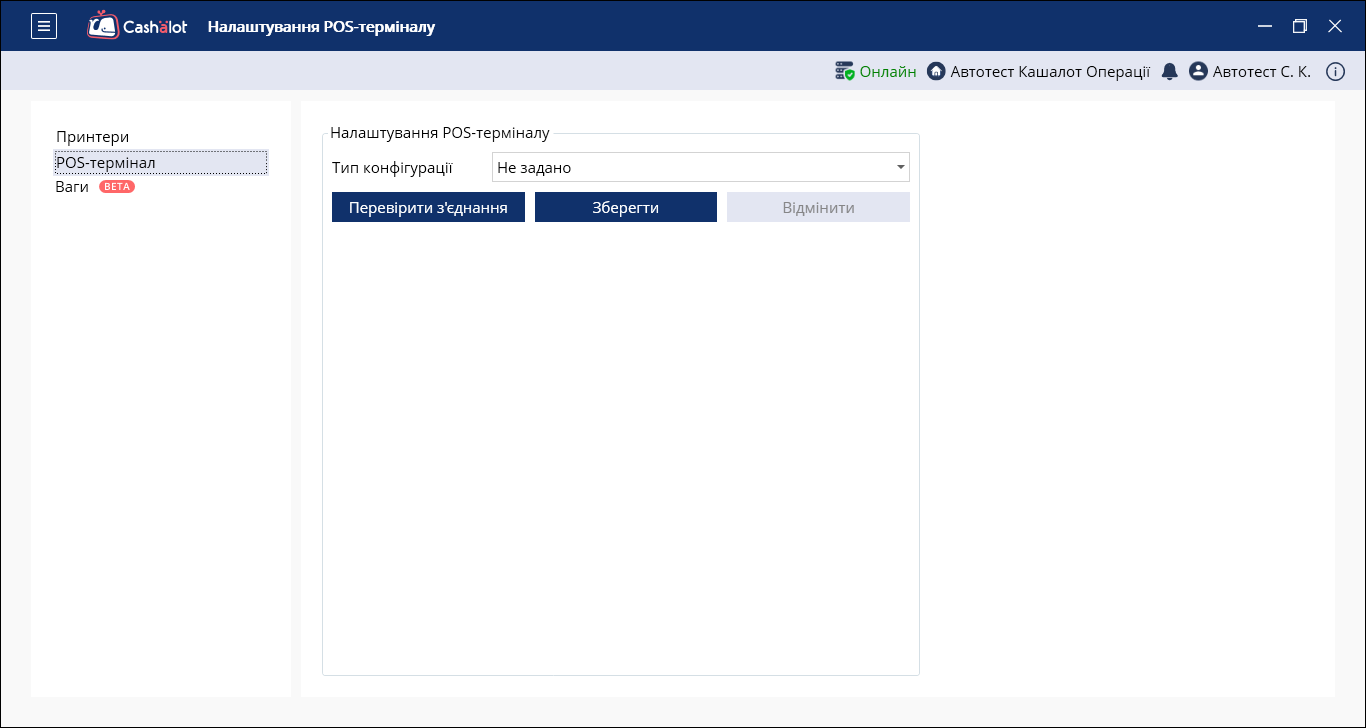 Cashalot Налаштування POS-терміналу
Онлайн Автотест Кашалот Операції Автотест С. К.
Принтери
POS-термінал
Ваги BETA
Налаштування POS-терміналу
Тип конфігурації Не задано
Перевірити з'єднання Зберегти Відмінити